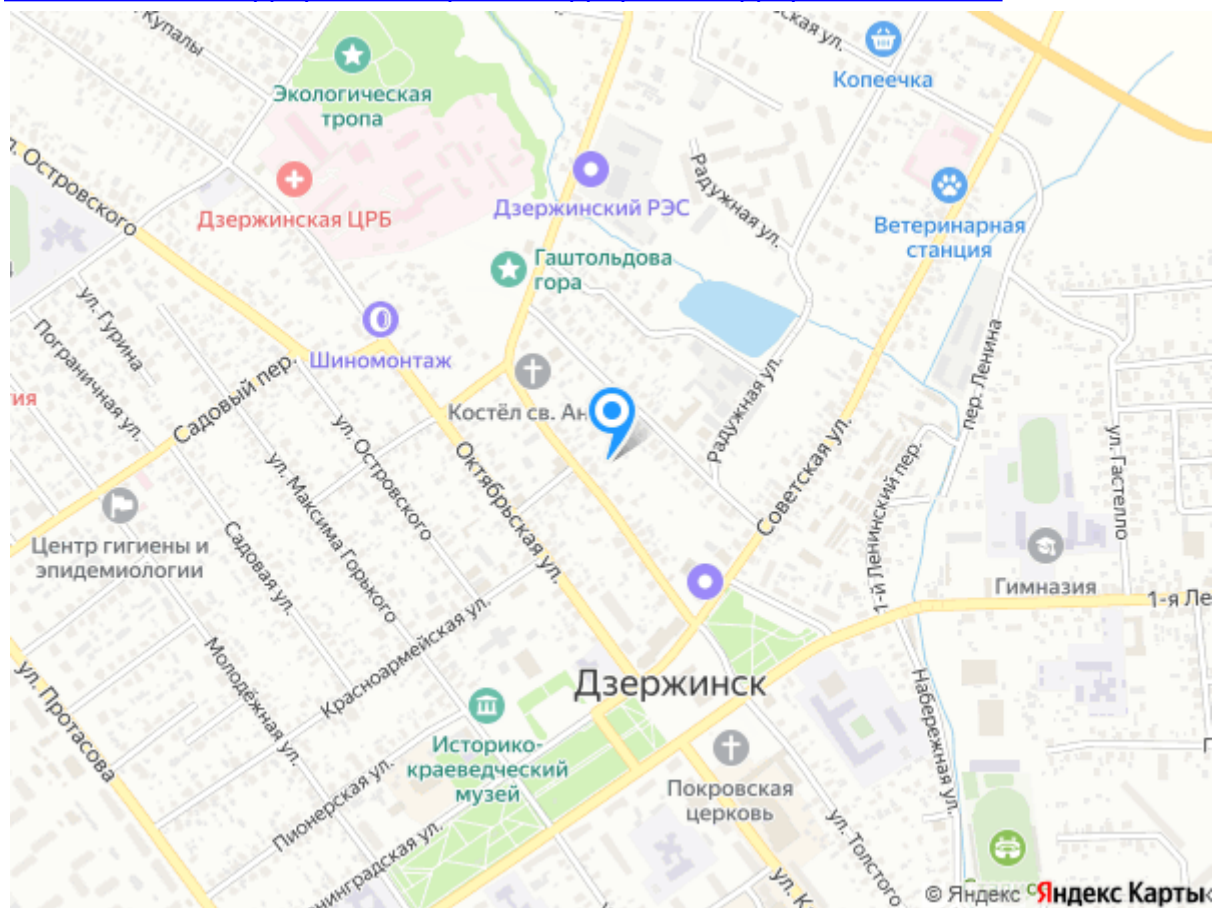 Купалы
Экологическая
тропа
Копеечка
Островского
Дзержинская ЦРБ
Дзержинский РЭС
Радужная ул.
Ветеринарная
станция
Гаштольдова
гора
ул. Гурина
Шиномонтаж
Пограничная ул.
Садовый пер.
Костёл св. Ан
пер. Ленина
ул. Островского
Радужная ул.
Советская ул.
ул. Гастелло
ул. Максима Горького
Октябрьская ул.
1-й Ленинский пер.
Центр гигиены и
эпидемиологии
Садовая ул.
Гимназия
1-я Ле
Красноармейская ул.
Молодёжная ул.
Дзержинск
ул. Протасова
Набережная ул.
Историко-
краеведческий
музей
Покровская
церковь
Пионерская ул.
нинградская ул.
ул. Толстого
ул. К
© Яндекс Яндекс Карты